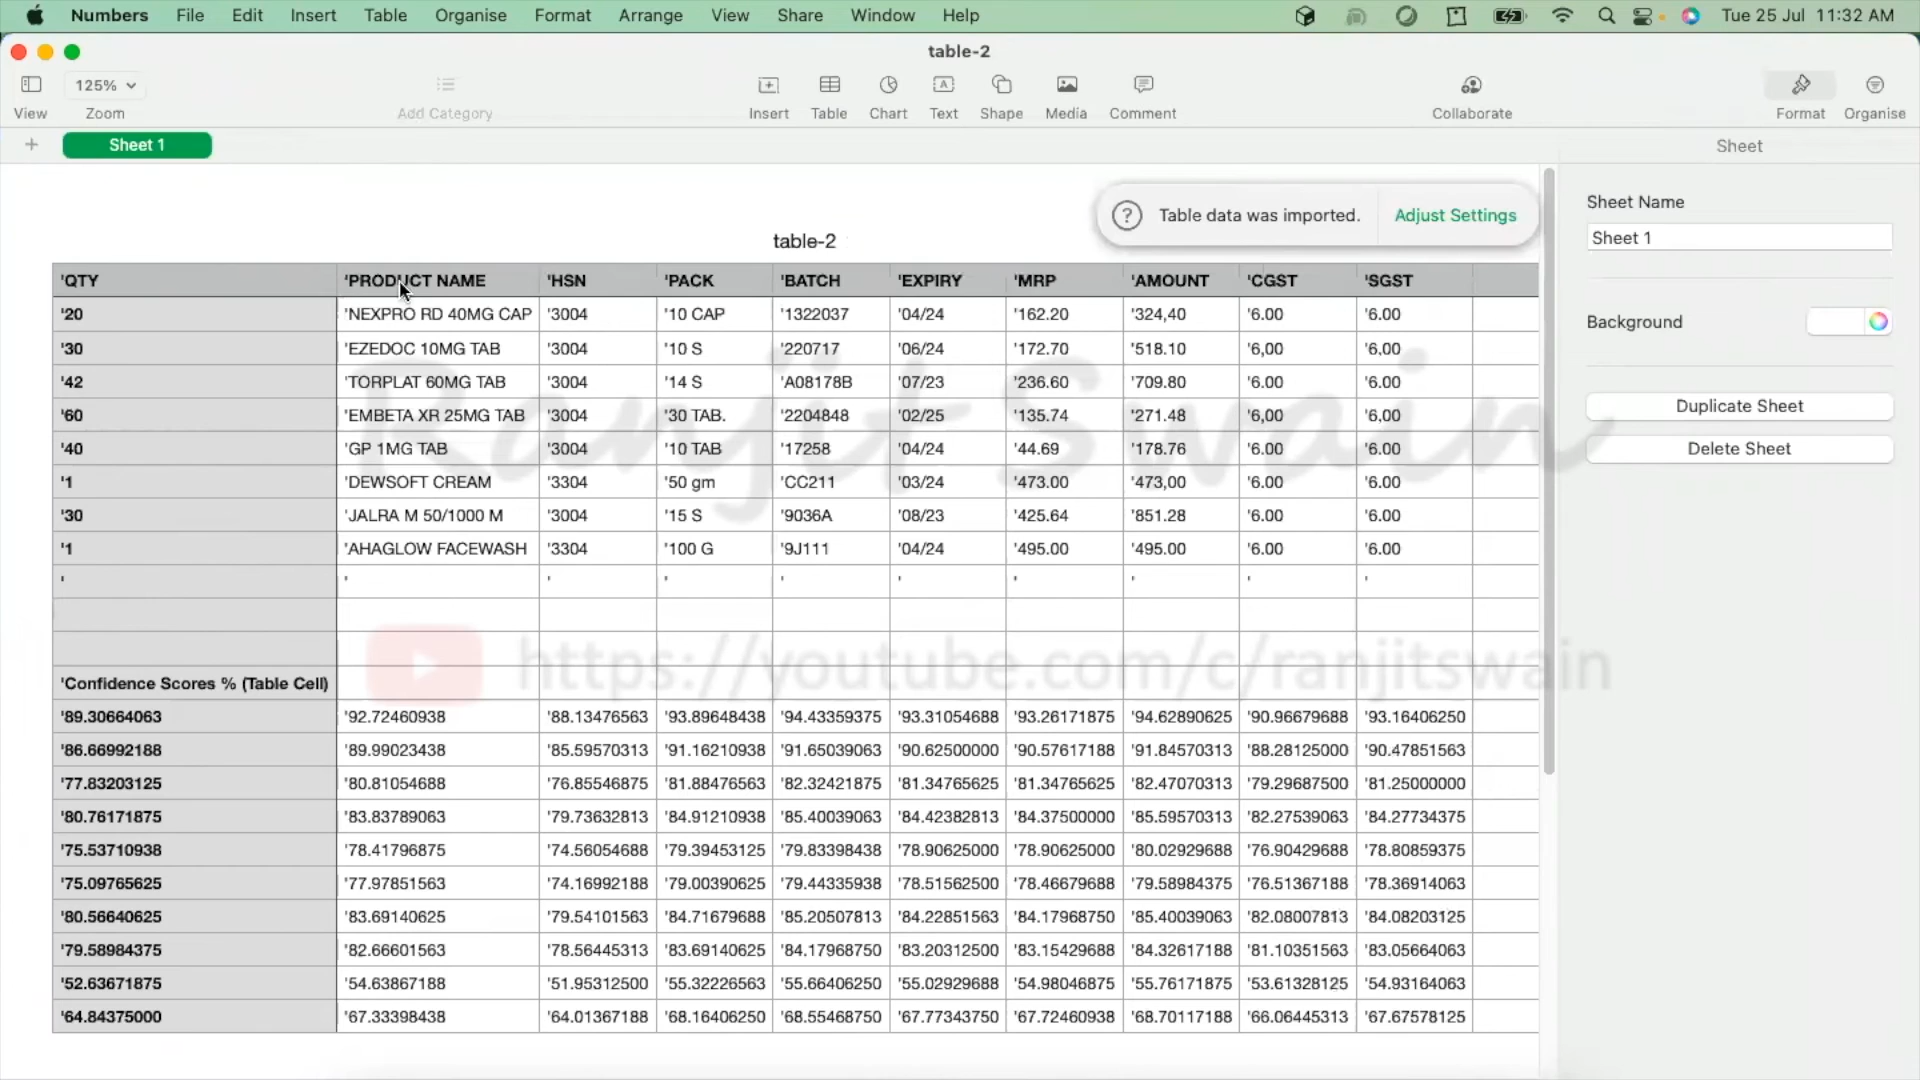 Numbers File Edit Insert Table Organise Format Arrange View Share Window Help Tue 25 Jul 11:32 AM
table-2
125%
View Zoom Add Category Insert Table Chart Text Shape Media Comment Collaborate Format Organise
+ Sheet 1 Sheet
Sheet Name
? Table data was imported. Adjust Settings
Sheet 1
table-2
'QTY 'PRODUCT NAME 'HSN 'PACK 'BATCH 'EXPIRY 'MRP 'AMOUNT 'CGST 'SGST
'20 'NEXPRO RD 40MG CAP '3004 '10 CAP '1322037 '04/24 '162.20 '324,40 '6.00 '6.00
Background
'30 'EZEDOC 10MG TAB '3004 '10 S '220717 '06/24 '172.70 '518.10 '6,00 '6,00
'42 'TORPLAT 60MG TAB '3004 '14 S 'A08178B '07/23 '236.60 '709.80 '6.00 '6.00
Duplicate Sheet
'60 'EMBETA XR 25MG TAB '3004 '30 TAB. '2204848 '02/25 '135.74 '271.48 '6,00 '6,00
Ranjit Swain
'40 'GP 1MG TAB '3004 '10 TAB '17258 '04/24 '44.69 '178.76 '6.00 '6.00
Delete Sheet
'1 'DEWSOFT CREAM '3304 '50 gm 'CC211 '03/24 '473.00 '473,00 '6.00 '6.00
'30 'JALRA M 50/1000 M '3004 '15 S '9036A '08/23 '425.64 '851.28 '6.00 '6.00
'1 'AHAGLOW FACEWASH '3304 '100 G '9J111 '04/24 '495.00 '495.00 '6.00 '6.00
' ' ' ' ' ' ' ' ' '
https://youtube.com/c/ranjitswain
'Confidence Scores % (Table Cell)
'89.30664063 '92.72460938 '88.13476563 '93.89648438 '94.43359375 '93.31054688 '93.26171875 '94.62890625 '90.96679688 '93.16406250
'86.66992188 '89.99023438 '85.59570313 '91.16210938 '91.65039063 '90.62500000 '90.57617188 '91.84570313 '88.28125000 '90.47851563
'77.83203125 '80.81054688 '76.85546875 '81.88476563 '82.32421875 '81.34765625 '81.34765625 '82.47070313 '79.29687500 '81.25000000
'80.76171875 '83.83789063 '79.73632813 '84.91210938 '85.40039063 '84.42382813 '84.37500000 '85.59570313 '82.27539063 '84.27734375
'75.53710938 '78.41796875 '74.56054688 '79.39453125 '79.83398438 '78.90625000 '78.90625000 '80.02929688 '76.90429688 '78.80859375
'75.09765625 '77.97851563 '74.16992188 '79.00390625 '79.44335938 '78.51562500 '78.46679688 '79.58984375 '76.51367188 '78.36914063
'80.56640625 '83.69140625 '79.54101563 '84.71679688 '85.20507813 '84.22851563 '84.17968750 '85.40039063 '82.08007813 '84.08203125
'79.58984375 '82.66601563 '78.56445313 '83.69140625 '84.17968750 '83.20312500 '83.15429688 '84.32617188 '81.10351563 '83.05664063
'52.63671875 '54.63867188 '51.95312500 '55.32226563 '55.66406250 '55.02929688 '54.98046875 '55.76171875 '53.61328125 '54.93164063
'64.84375000 '67.33398438 '64.01367188 '68.16406250 '68.55468750 '67.77343750 '67.72460938 '68.70117188 '66.06445313 '67.67578125